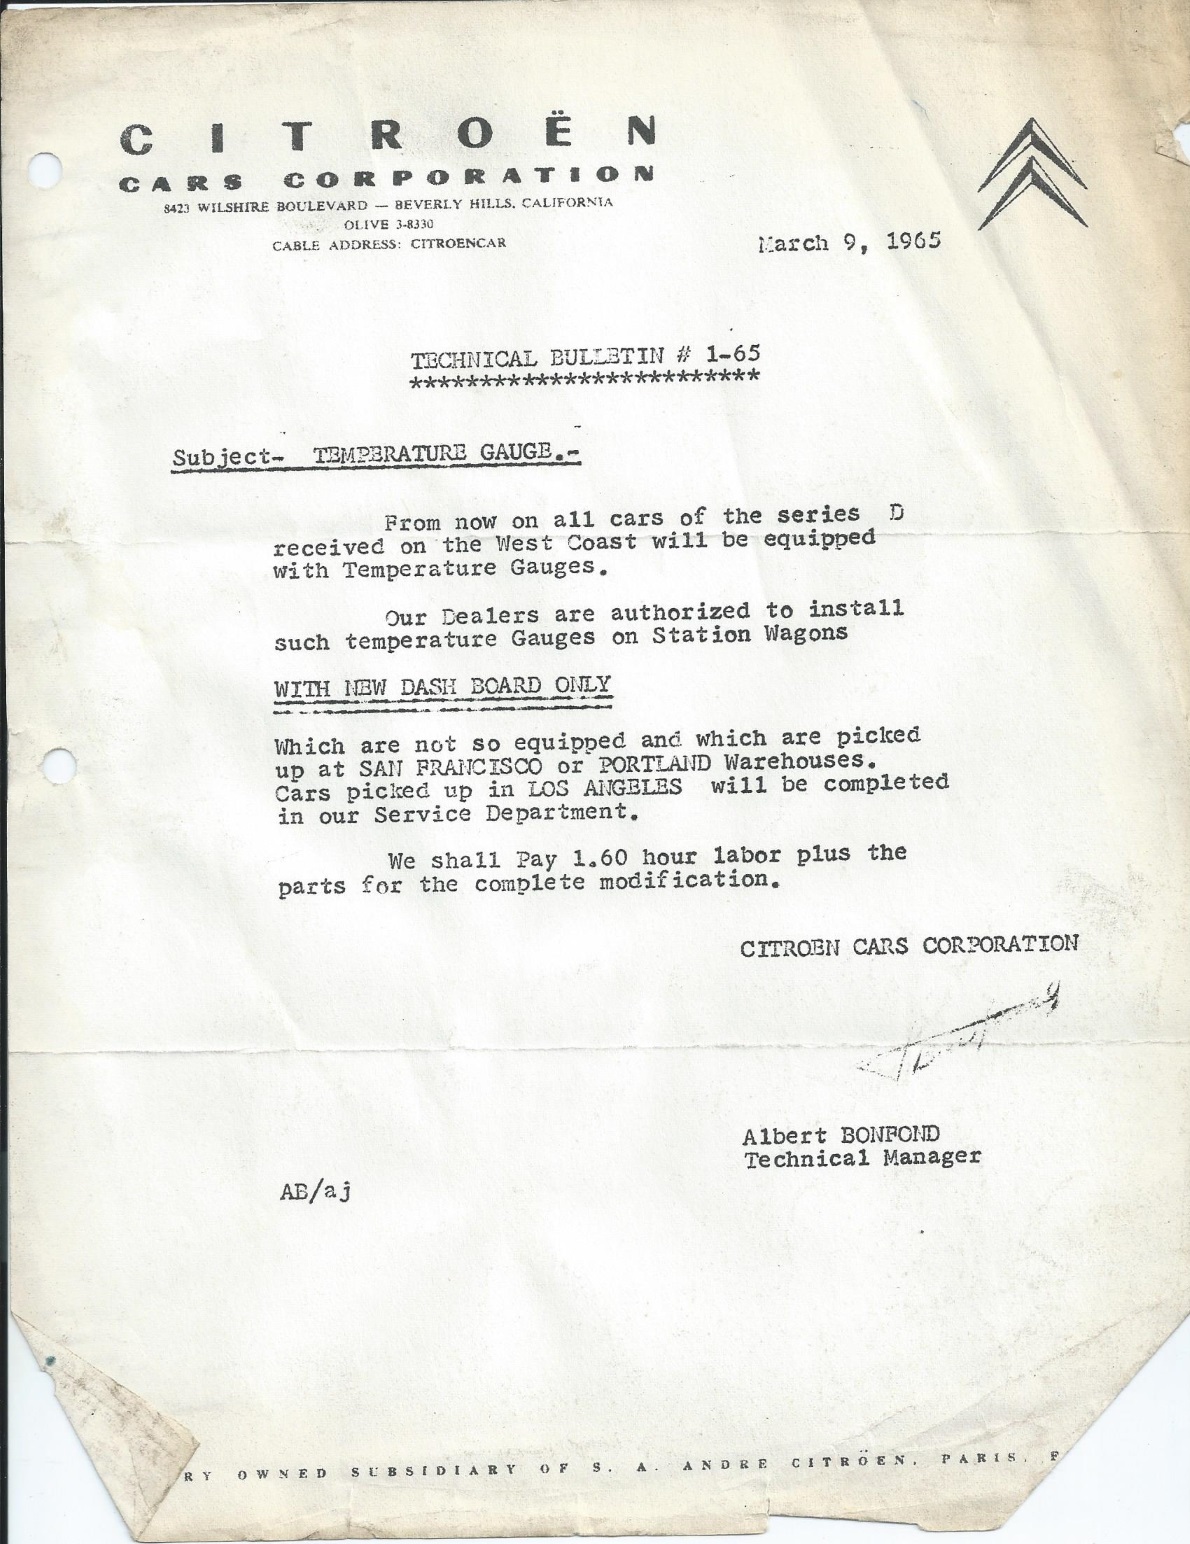 CITROËN
CARS CORPORATION
8423 WILSHIRE BOULEVARD — BEVERLY HILLS, CALIFORNIA
OLIVE 3-8330
CABLE ADDRESS: CITROENCAR
March 9, 1965
TECHNICAL BULLETIN # 1-65
*************************
Subject- TEMPERATURE GAUGE.-
From now on all cars of the series D
received on the West Coast will be equipped
with Temperature Gauges.
Our Dealers are authorized to install
such temperature Gauges on Station Wagons
WITH NEW DASH BOARD ONLY
Which are not so equipped and which are picked
up at SAN FRANCISCO or PORTLAND Warehouses.
Cars picked up in LOS ANGELES will be completed
in our Service Department.
We shall Pay 1.60 hour labor plus the
parts for the complete modification.
CITROEN CARS CORPORATION
Albert BONFOND
Technical Manager
AB/aj
RY OWNED SUBSIDIARY OF S. A. ANDRE CITRÖEN, PARIS, F